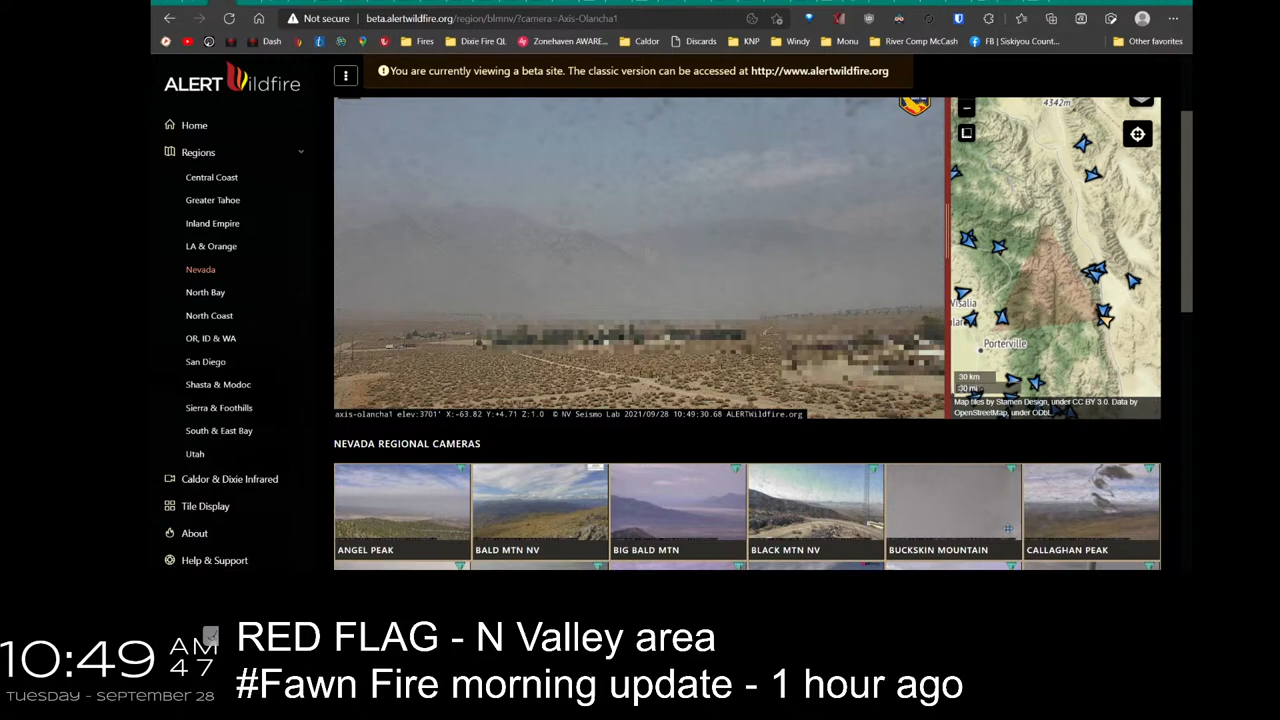 Not secure | beta.alertwildfire.org/region/blmnv/?camera=Axis-Olancha1
Dash
Fires
Dixie Fire QL
Zonehaven AWARE...
Caldor
Discards
KNP
Windy
Monu
River Comp McCash
FB | Siskiyou Count...
Other favorites
ALERT Wildfire
You are currently viewing a beta site. The classic version can be accessed at http://www.alertwildfire.org
Home
Regions
Central Coast
Greater Tahoe
Inland Empire
LA & Orange
Nevada
North Bay
North Coast
OR, ID & WA
San Diego
Shasta & Modoc
Sierra & Foothills
South & East Bay
Utah
Caldor & Dixie Infrared
Tile Display
About
Help & Support
axis-olancha1 elev:3701' X:-63.82 Y:+4.71 Z:1.0 © NV Seismo Lab 2021/09/28 10:49:30.68 ALERTWildfire.org
4342m
Visalia
Porterville
30 km
30 mi
Map tiles by Stamen Design, under CC BY 3.0. Data by
OpenStreetMap, under ODbL.
NEVADA REGIONAL CAMERAS
ANGEL PEAK
BALD MTN NV
BIG BALD MTN
BLACK MTN NV
BUCKSKIN MOUNTAIN
CALLAGHAN PEAK
10:49 AM
47
TUESDAY - SEPTEMBER 28
RED FLAG - N Valley area
#Fawn Fire morning update - 1 hour ago